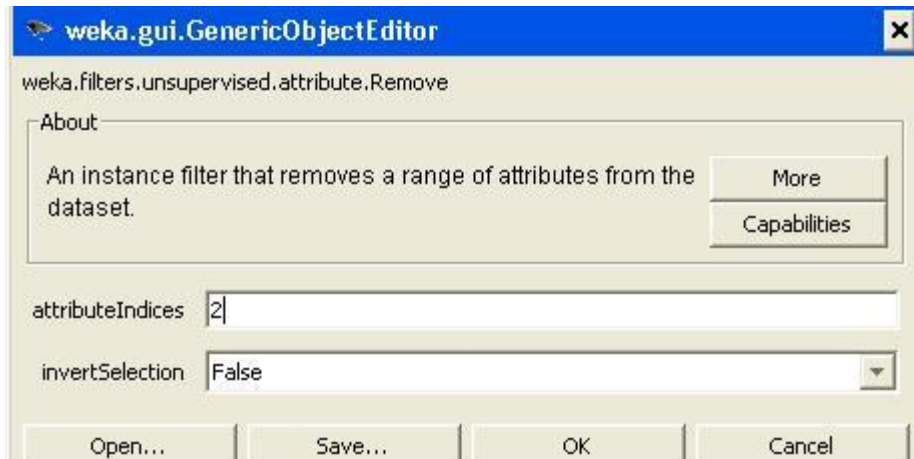 weka.gui.GenericObjectEditor
weka.filters.unsupervised.attribute.Remove
About
An instance filter that removes a range of attributes from the
dataset.
More
Capabilities
attributeIndices 2
invertSelection False
Open... Save... OK Cancel